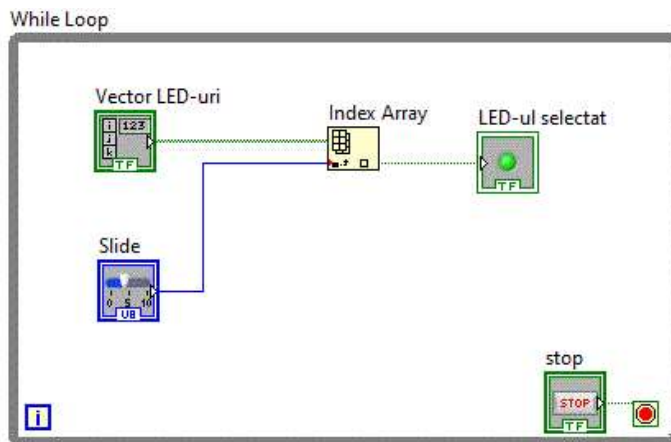 While Loop
Vector LED-uri
i 123
j
k
TF
Index Array
LED-ul selectat
TF
Slide
0 5 10
U8
stop
STOP
TF
i